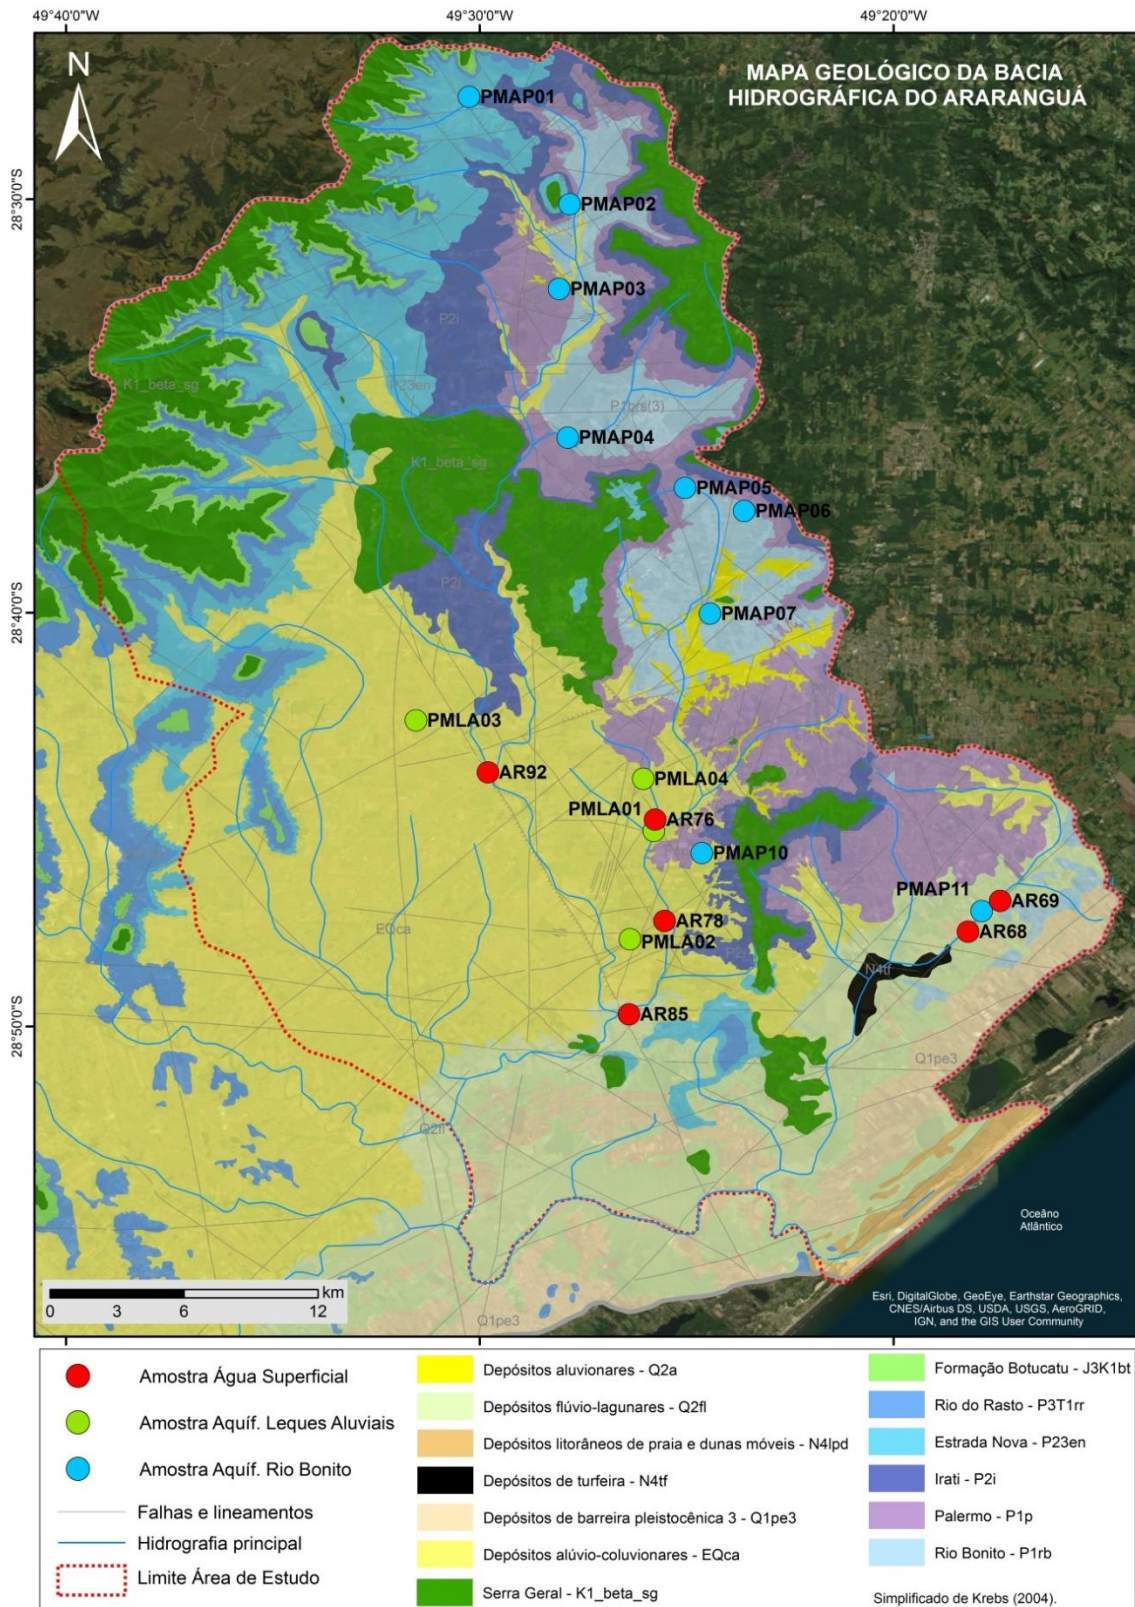 49°40'0"W
49°30'0"W
49°20'0"W
N
MAPA GEOLÓGICO DA BACIA
HIDROGRÁFICA DO ARARANGUÁ
PMAP01
28°30'0"S
PMAP02
PMAP03
P2i
K1_beta_sg
P23en
P1brs(3)
PMAP04
K1_beta_sg
PMAP05
PMAP06
P2i
28°40'0"S
PMAP07
PMLA03
AR92
PMLA04
PMLA01
AR76
PMAP10
PMAP11
AR69
AR78
AR68
EQca
PMLA02
P2i
N4tf
AR85
28°50'0"S
Q1pe3
Q2fl
Oceâno
Atlântico
km
0 3 6 12
Esri, DigitalGlobe, GeoEye, Earthstar Geographics,
CNES/Airbus DS, USDA, USGS, AeroGRID,
IGN, and the GIS User Community
Q1pe3
Amostra Água Superficial
Amostra Aquíf. Leques Aluviais
Amostra Aquíf. Rio Bonito
Falhas e lineamentos
Hidrografia principal
Limite Área de Estudo
Depósitos aluvionares - Q2a
Depósitos flúvio-lagunares - Q2fl
Depósitos litorâneos de praia e dunas móveis - N4lpd
Depósitos de turfeira - N4tf
Depósitos de barreira pleistocênica 3 - Q1pe3
Depósitos alúvio-coluvionares - EQca
Serra Geral - K1_beta_sg
Formação Botucatu - J3K1bt
Rio do Rasto - P3T1rr
Estrada Nova - P23en
Irati - P2i
Palermo - P1p
Rio Bonito - P1rb
Simplificado de Krebs (2004).